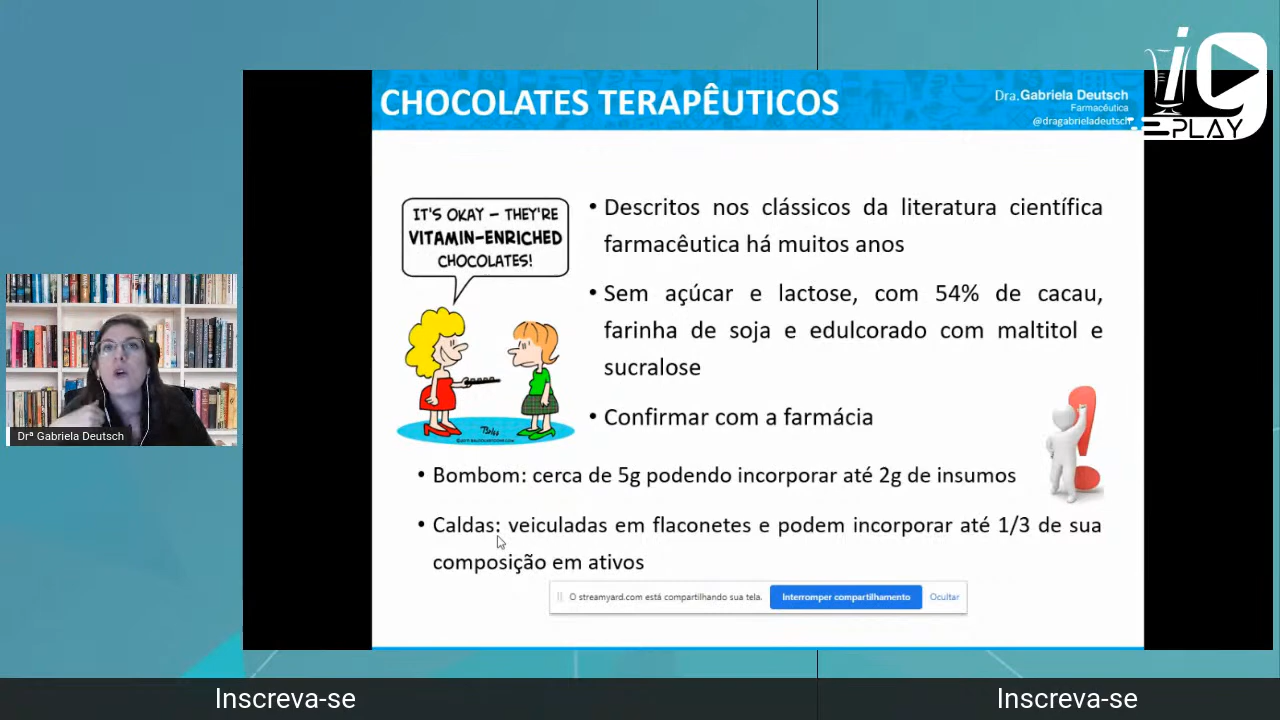 CHOCOLATES TERAPÊUTICOS
Dra.Gabriela Deutsch
Farmacêutica
@dragabrieladeutsch
iG
PLAY
IT'S OKAY – THEY'RE
VITAMIN-ENRICHED
CHOCOLATES!
• Descritos nos clássicos da literatura científica
farmacêutica há muitos anos
• Sem açúcar e lactose, com 54% de cacau,
farinha de soja e edulcorado com maltitol e
sucralose
• Confirmar com a farmácia
• Bombom: cerca de 5g podendo incorporar até 2g de insumos
• Caldas: veiculadas em flaconetes e podem incorporar até 1/3 de sua
composição em ativos
Drª Gabriela Deutsch
O streamyard.com está compartilhando sua tela.
Interromper compartilhamento
Ocultar
Inscreva-se
Inscreva-se